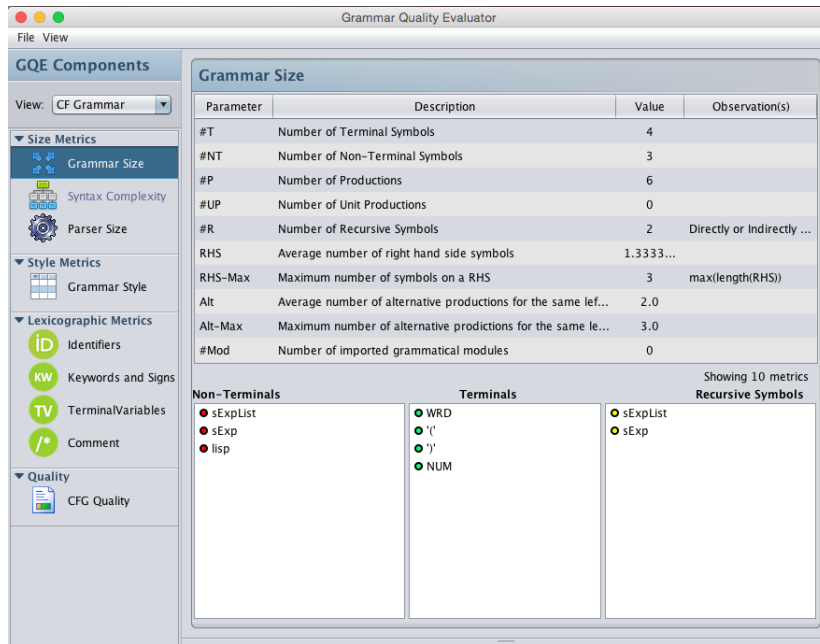 Grammar Quality Evaluator
File View
GQE Components
View: CF Grammar
Size Metrics
Grammar Size
Syntax Complexity
Parser Size
Style Metrics
Grammar Style
Lexicographic Metrics
iD Identifiers
KW Keywords and Signs
TV TerminalVariables
/* Comment
Quality
CFG Quality
Grammar Size
Parameter Description Value Observation(s)
#T Number of Terminal Symbols 4
#NT Number of Non-Terminal Symbols 3
#P Number of Productions 6
#UP Number of Unit Productions 0
#R Number of Recursive Symbols 2 Directly or Indirectly ...
RHS Average number of right hand side symbols 1.3333...
RHS-Max Maximum number of symbols on a RHS 3 max(length(RHS))
Alt Average number of alternative productions for the same lef... 2.0
Alt-Max Maximum number of alternative prodictions for the same le... 3.0
#Mod Number of imported grammatical modules 0
Showing 10 metrics
Non-Terminals Terminals Recursive Symbols
sExpList WRD sExpList
sExp '(' sExp
lisp ')'
NUM